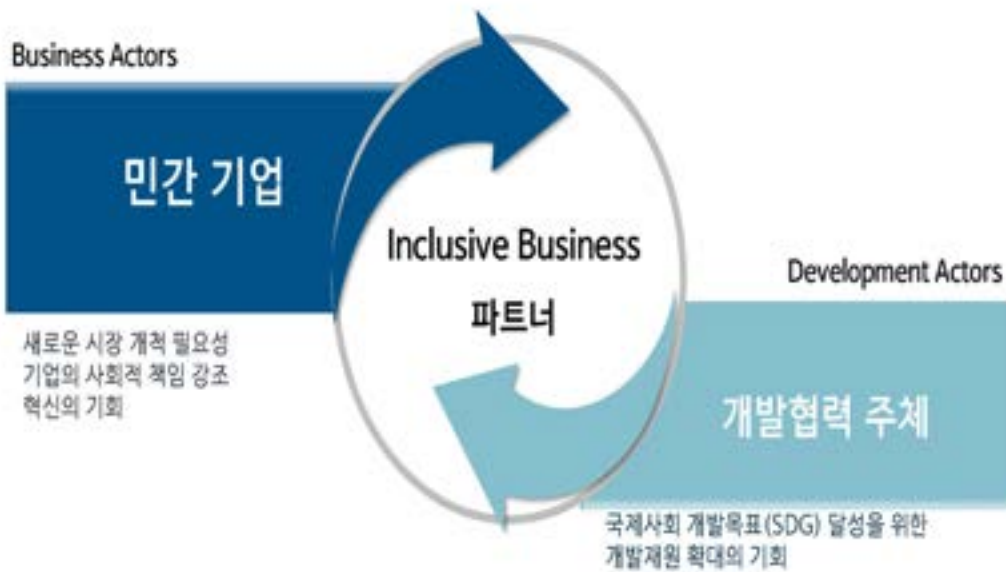 Business Actors
민간 기업
새로운 시장 개척 필요성
기업의 사회적 책임 강조
혁신의 기회
Inclusive Business
파트너
Development Actors
개발협력 주체
국제사회 개발목표(SDG) 달성을 위한
개발재원 확대의 기회